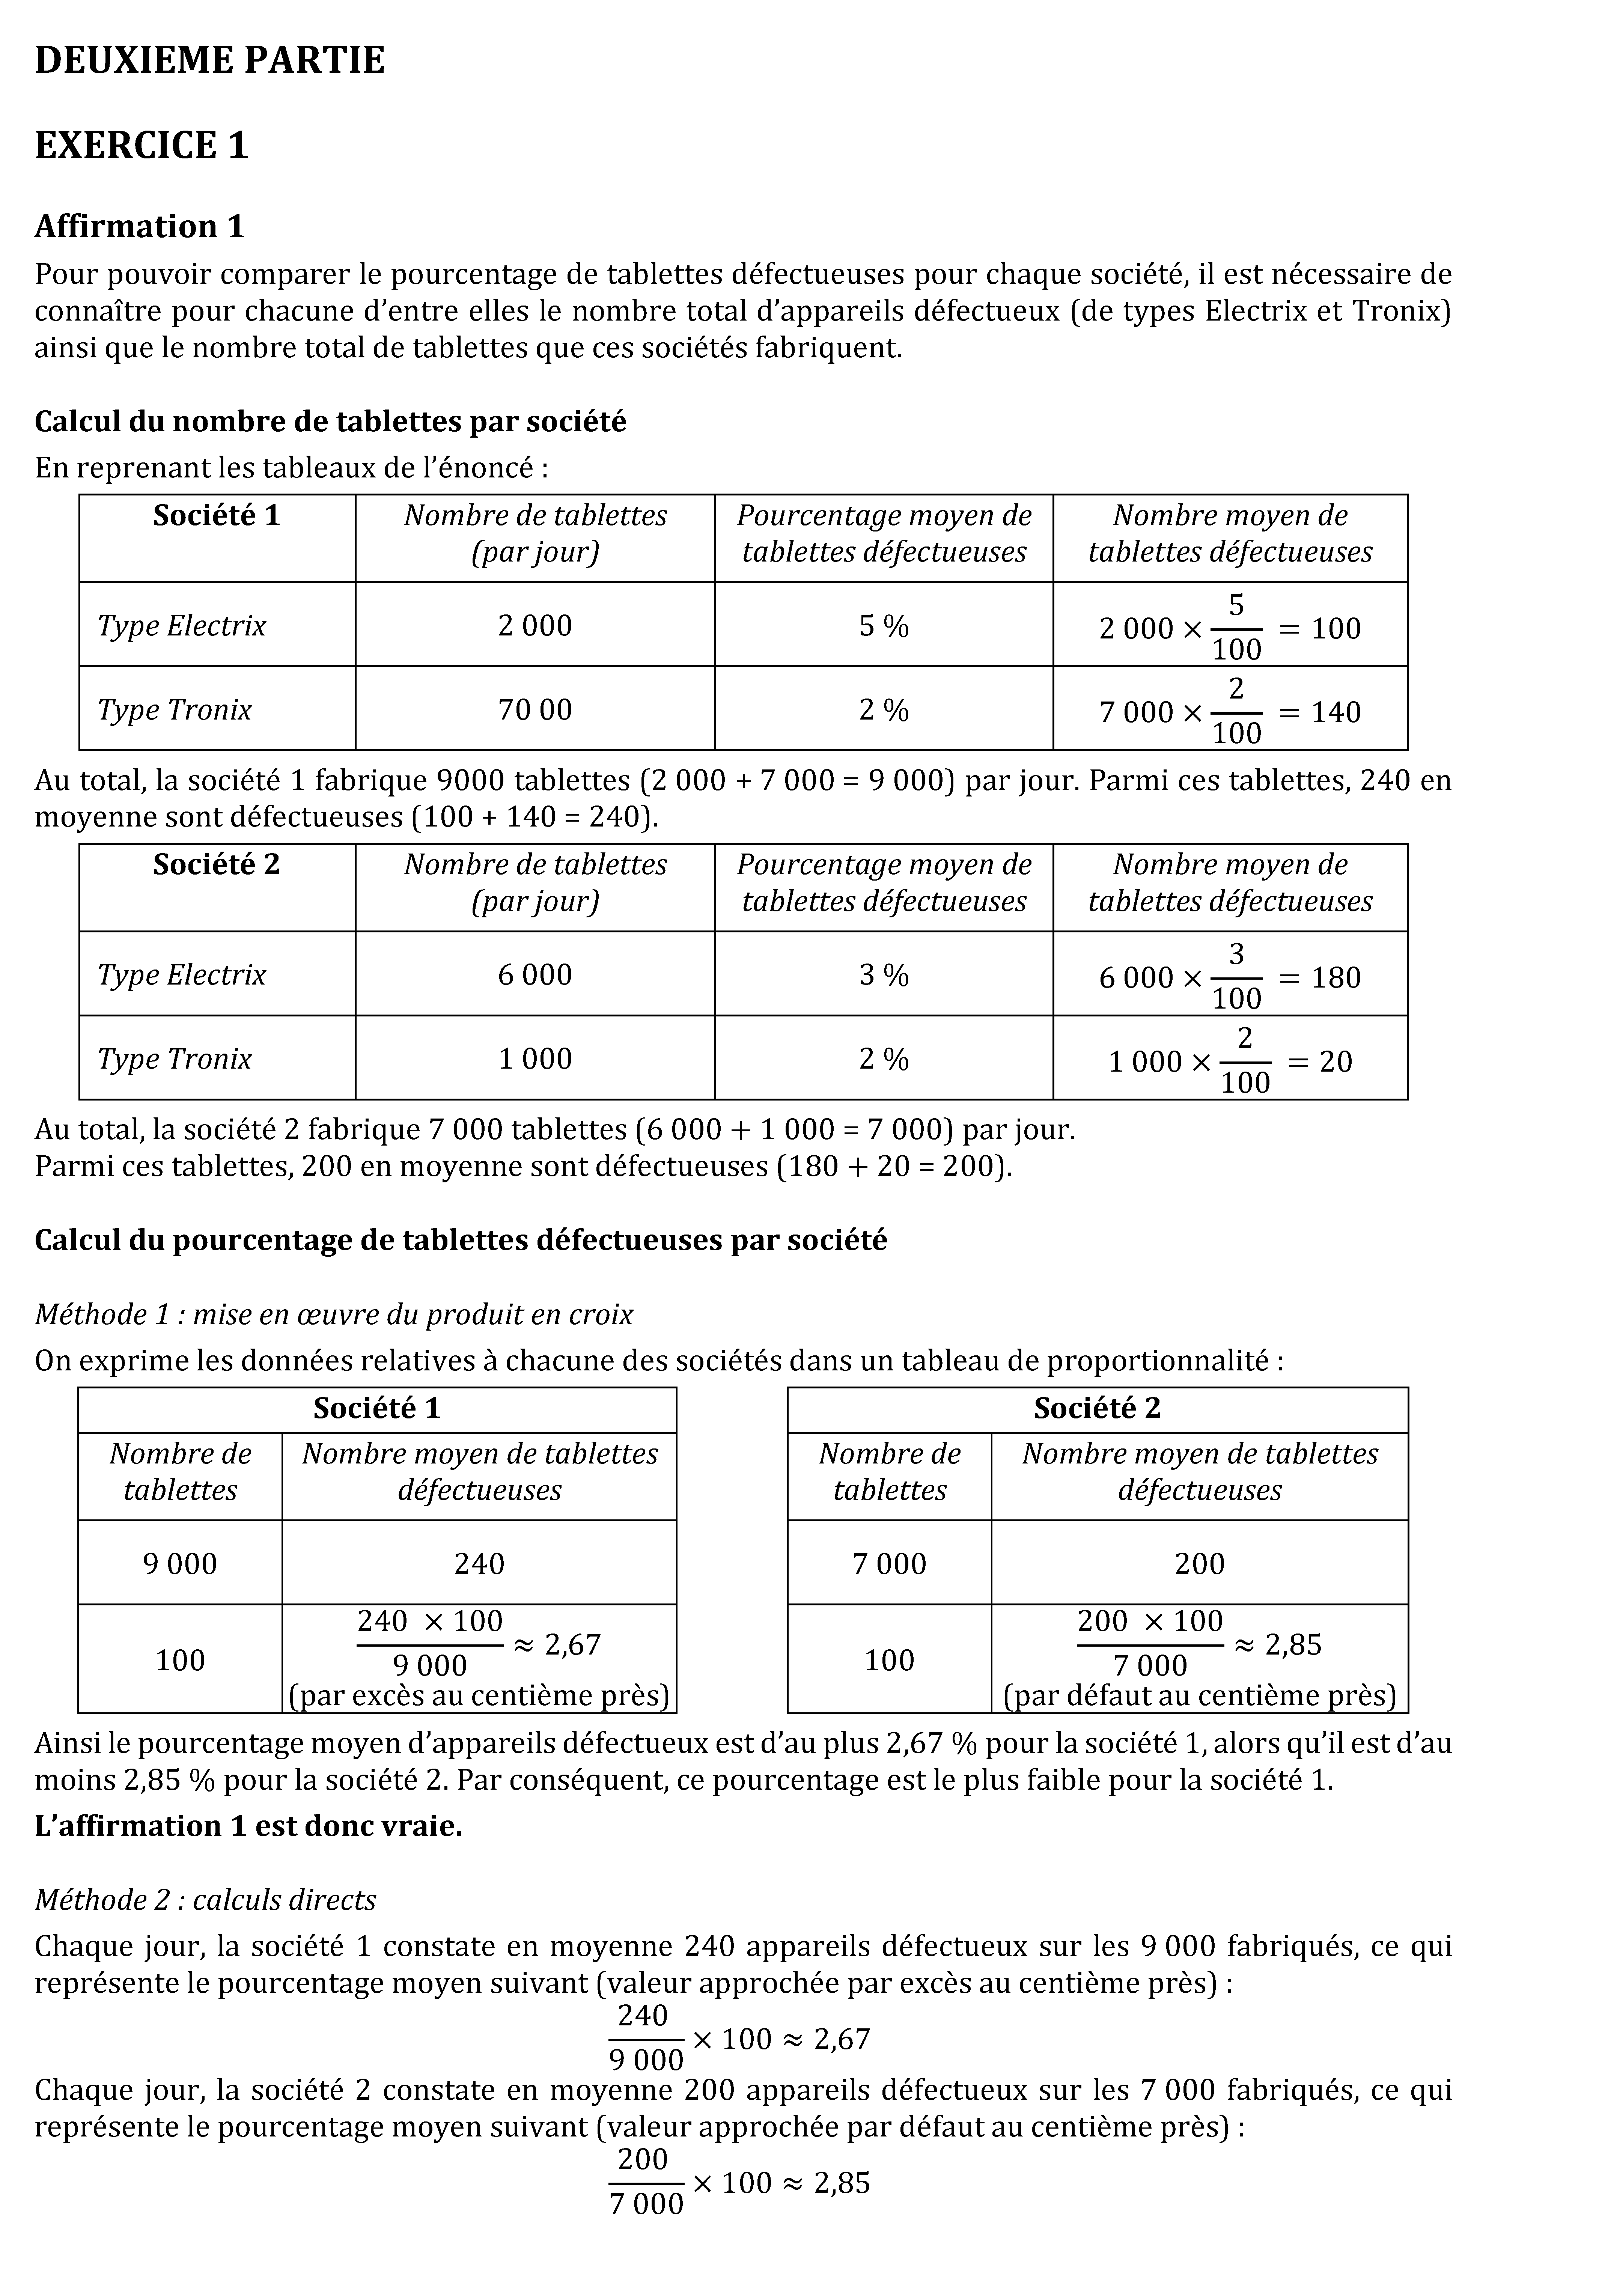 DEUXIEME PARTIE
EXERCICE 1
Affirmation 1
Pour pouvoir comparer le pourcentage de tablettes défectueuses pour chaque société, il est nécessaire de
connaître pour chacune d’entre elles le nombre total d’appareils défectueux (de types Electrix et Tronix)
ainsi que le nombre total de tablettes que ces sociétés fabriquent.
Calcul du nombre de tablettes par société
En reprenant les tableaux de l’énoncé :
Société 1 | Nombre de tablettes (par jour) | Pourcentage moyen de tablettes défectueuses | Nombre moyen de tablettes défectueuses
Type Electrix | 2 000 | 5 % | 2 000 × 5/100 = 100
Type Tronix | 70 00 | 2 % | 7 000 × 2/100 = 140
Au total, la société 1 fabrique 9000 tablettes (2 000 + 7 000 = 9 000) par jour. Parmi ces tablettes, 240 en
moyenne sont défectueuses (100 + 140 = 240).
Société 2 | Nombre de tablettes (par jour) | Pourcentage moyen de tablettes défectueuses | Nombre moyen de tablettes défectueuses
Type Electrix | 6 000 | 3 % | 6 000 × 3/100 = 180
Type Tronix | 1 000 | 2 % | 1 000 × 2/100 = 20
Au total, la société 2 fabrique 7 000 tablettes (6 000 + 1 000 = 7 000) par jour.
Parmi ces tablettes, 200 en moyenne sont défectueuses (180 + 20 = 200).
Calcul du pourcentage de tablettes défectueuses par société
Méthode 1 : mise en œuvre du produit en croix
On exprime les données relatives à chacune des sociétés dans un tableau de proportionnalité :
Société 1
Nombre de tablettes | Nombre moyen de tablettes défectueuses
9 000 | 240
100 | 240 × 100/9 000 ≈ 2,67
(par excès au centième près)
Société 2
Nombre de tablettes | Nombre moyen de tablettes défectueuses
7 000 | 200
100 | 200 × 100/7 000 ≈ 2,85
(par défaut au centième près)
Ainsi le pourcentage moyen d’appareils défectueux est d’au plus 2,67 % pour la société 1, alors qu’il est d’au
moins 2,85 % pour la société 2. Par conséquent, ce pourcentage est le plus faible pour la société 1.
L’affirmation 1 est donc vraie.
Méthode 2 : calculs directs
Chaque jour, la société 1 constate en moyenne 240 appareils défectueux sur les 9 000 fabriqués, ce qui
représente le pourcentage moyen suivant (valeur approchée par excès au centième près) :
240/9 000 × 100 ≈ 2,67
Chaque jour, la société 2 constate en moyenne 200 appareils défectueux sur les 7 000 fabriqués, ce qui
représente le pourcentage moyen suivant (valeur approchée par défaut au centième près) :
200/7 000 × 100 ≈ 2,85